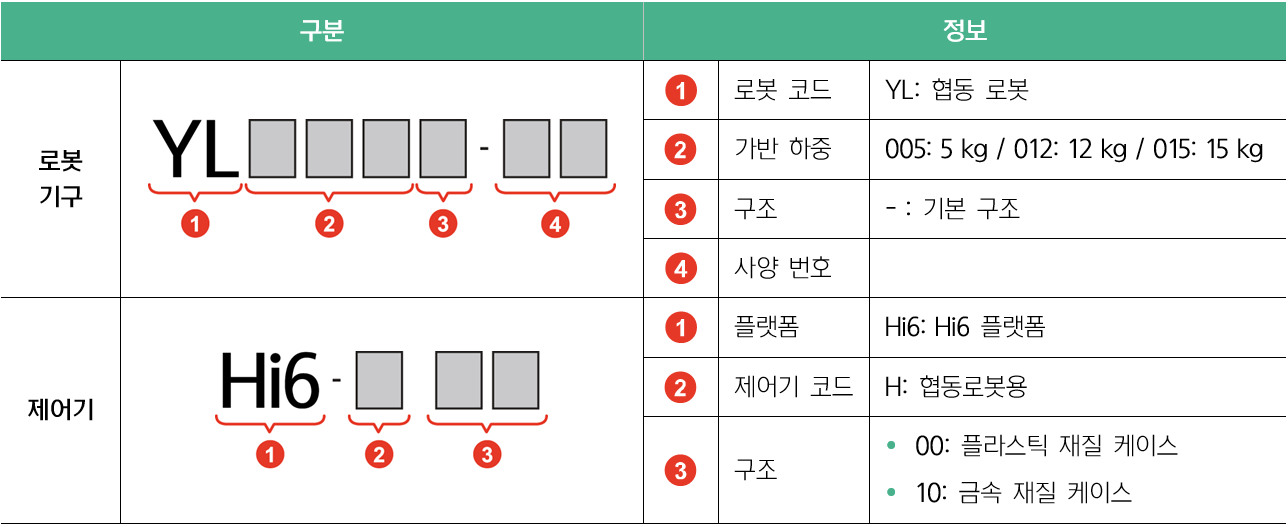 구분 정보
로봇
기구
YL -
1 2 3 4
1 로봇 코드 YL: 협동 로봇
2 가반 하중 005: 5 kg / 012: 12 kg / 015: 15 kg
3 구조 - : 기본 구조
4 사양 번호
제어기
Hi6 -
1 2 3
1 플랫폼 Hi6: Hi6 플랫폼
2 제어기 코드 H: 협동로봇용
3 구조
• 00: 플라스틱 재질 케이스
• 10: 금속 재질 케이스